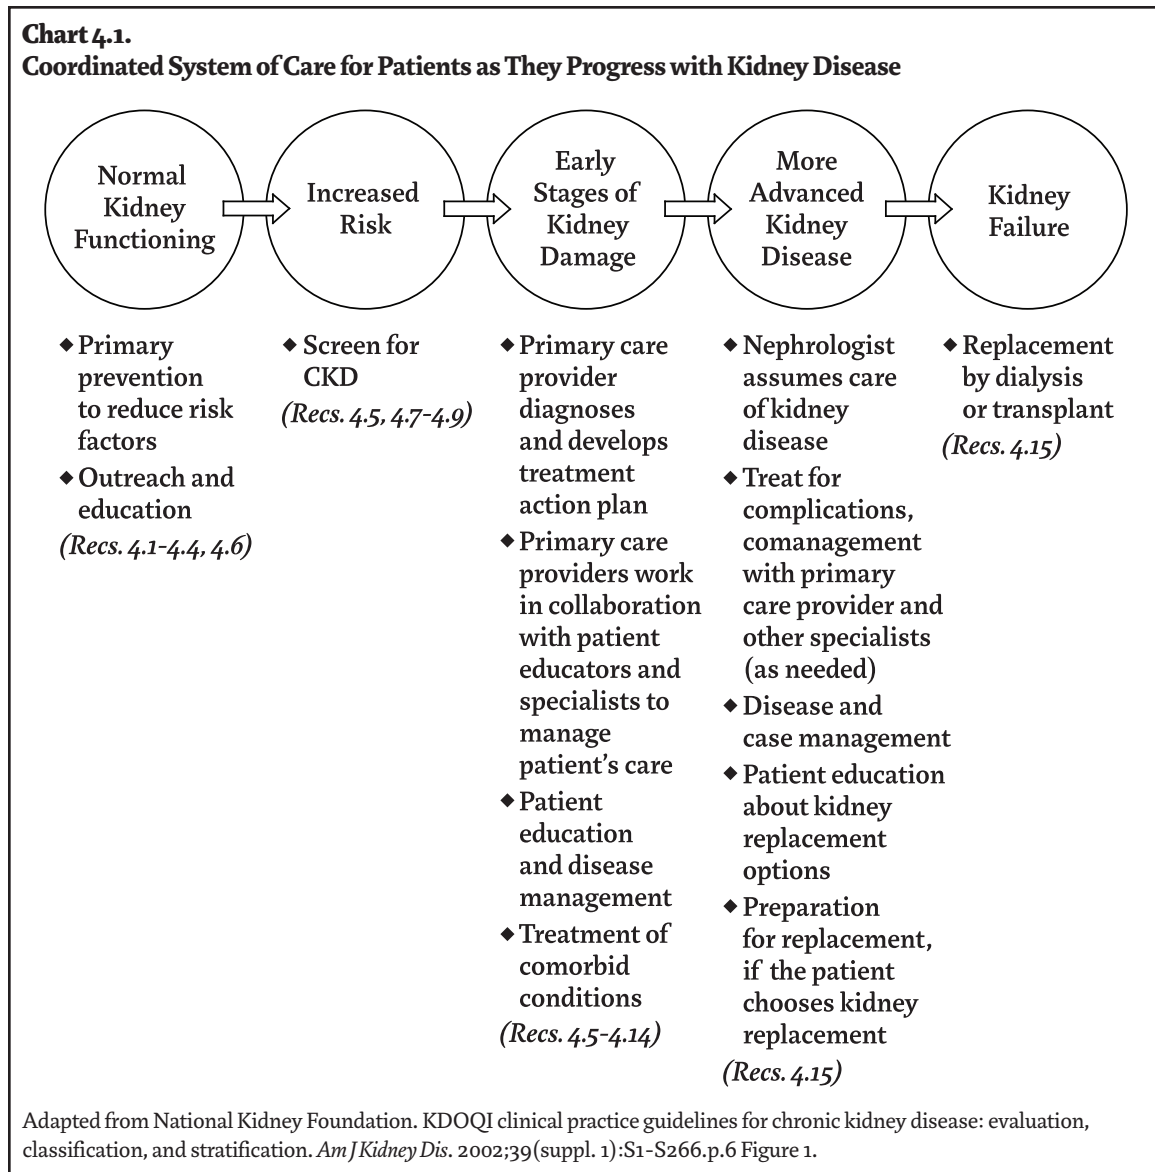 Chart 4.1.
Coordinated System of Care for Patients as They Progress with Kidney Disease
Normal
Kidney
Functioning
Increased
Risk
Early
Stages of
Kidney
Damage
More
Advanced
Kidney
Disease
Kidney
Failure
◆ Primary
prevention
to reduce risk
factors
◆ Outreach and
education
(Recs. 4.1-4.4, 4.6)
◆ Screen for
CKD
(Recs. 4.5, 4.7-4.9)
◆ Primary care
provider
diagnoses
and develops
treatment
action plan
◆ Primary care
providers work
in collaboration
with patient
educators and
specialists to
manage
patient's care
◆ Patient
education
and disease
management
◆ Treatment of
comorbid
conditions
(Recs. 4.5-4.14)
◆ Nephrologist
assumes care
of kidney
disease
◆ Treat for
complications,
comanagement
with primary
care provider and
other specialists
(as needed)
◆ Disease and
case management
◆ Patient education
about kidney
replacement
options
◆ Preparation
for replacement,
if the patient
chooses kidney
replacement
(Recs. 4.15)
◆ Replacement
by dialysis
or transplant
(Recs. 4.15)
Adapted from National Kidney Foundation. KDOQI clinical practice guidelines for chronic kidney disease: evaluation,
classification, and stratification. Am J Kidney Dis. 2002;39(suppl. 1):S1-S266.p.6 Figure 1.